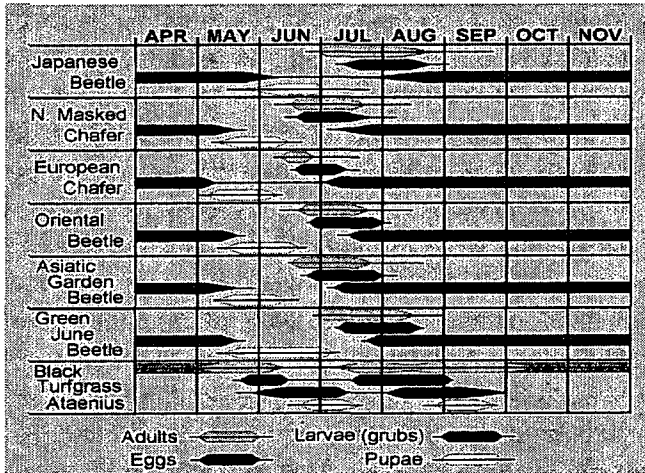 APR MAY JUN JUL AUG SEP OCT NOV
Japanese
Beetle
N. Masked
Chafer
European
Chafer
Oriental
Beetle
Asiatic
Garden
Beetle
Green
June
Beetle
Black
Turfgrass
Ataenius
Adults Larvae (grubs)
Eggs Pupae